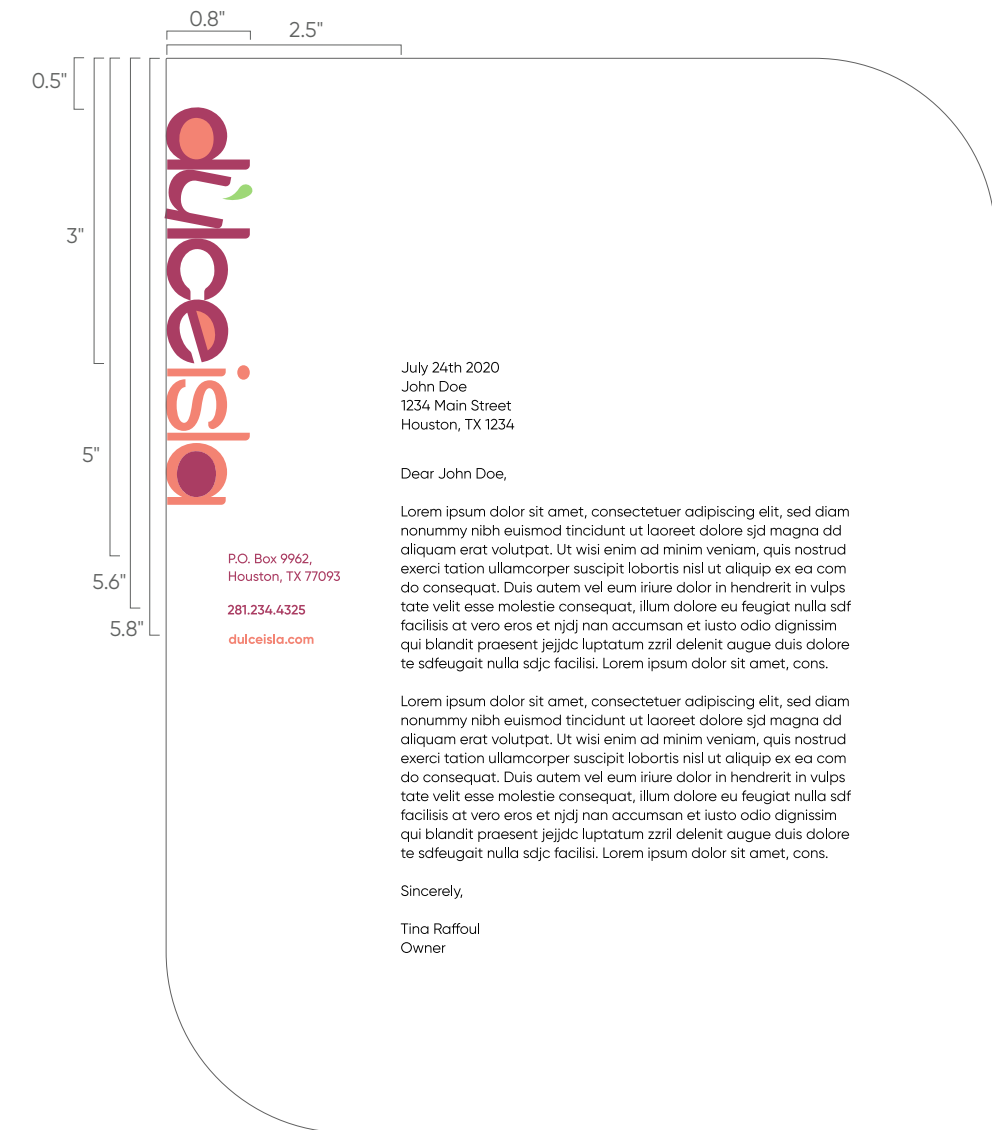 0.8"
2.5"
0.5"
3"
5"
5.6"
5.8"
dúlceisla
P.O. Box 9962,
Houston, TX 77093
281.234.4325
dulceisla.com
July 24th 2020
John Doe
1234 Main Street
Houston, TX 1234
Dear John Doe,
Lorem ipsum dolor sit amet, consectetuer adipiscing elit, sed diam
nonummy nibh euismod tincidunt ut laoreet dolore sjd magna dd
aliquam erat volutpat. Ut wisi enim ad minim veniam, quis nostrud
exerci tation ullamcorper suscipit lobortis nisl ut aliquip ex ea com
do consequat. Duis autem vel eum iriure dolor in hendrerit in vulps
tate velit esse molestie consequat, illum dolore eu feugiat nulla sdf
facilisis at vero eros et njdj nan accumsan et iusto odio dignissim
qui blandit praesent jejjdc luptatum zzril delenit augue duis dolore
te sdfeugait nulla sdjc facilisi. Lorem ipsum dolor sit amet, cons.
Lorem ipsum dolor sit amet, consectetuer adipiscing elit, sed diam
nonummy nibh euismod tincidunt ut laoreet dolore sjd magna dd
aliquam erat volutpat. Ut wisi enim ad minim veniam, quis nostrud
exerci tation ullamcorper suscipit lobortis nisl ut aliquip ex ea com
do consequat. Duis autem vel eum iriure dolor in hendrerit in vulps
tate velit esse molestie consequat, illum dolore eu feugiat nulla sdf
facilisis at vero eros et njdj nan accumsan et iusto odio dignissim
qui blandit praesent jejjdc luptatum zzril delenit augue duis dolore
te sdfeugait nulla sdjc facilisi. Lorem ipsum dolor sit amet, cons.
Sincerely,
Tina Raffoul
Owner